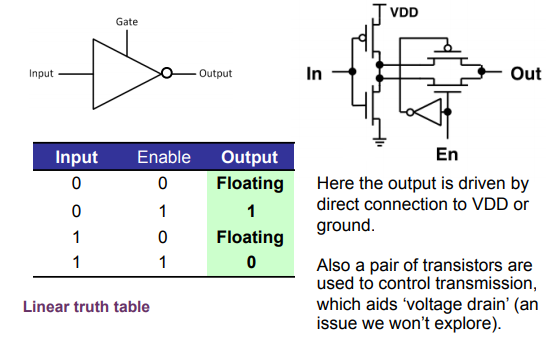 Gate
Input
Output
VDD
In
Out
En
Input Enable Output
0 0 Floating
0 1 1
1 0 Floating
1 1 0
Linear truth table
Here the output is driven by
direct connection to VDD or
ground.
Also a pair of transistors are
used to control transmission,
which aids ‘voltage drain’ (an
issue we won’t explore).